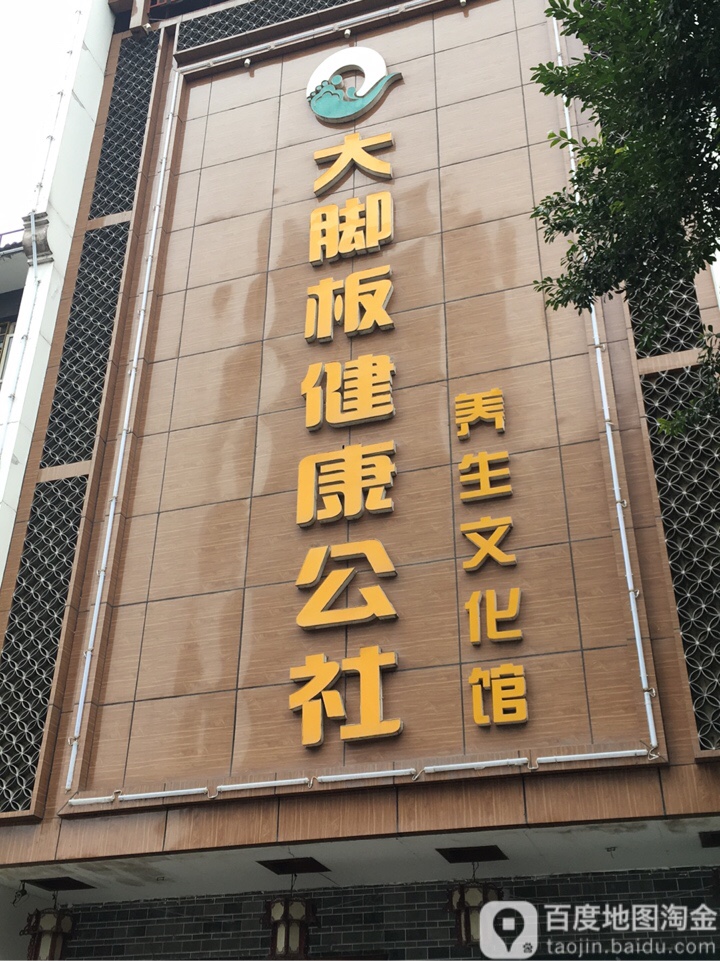 大脚板健康公社
养生文化馆
百度地图淘金
taojin.baidu.com